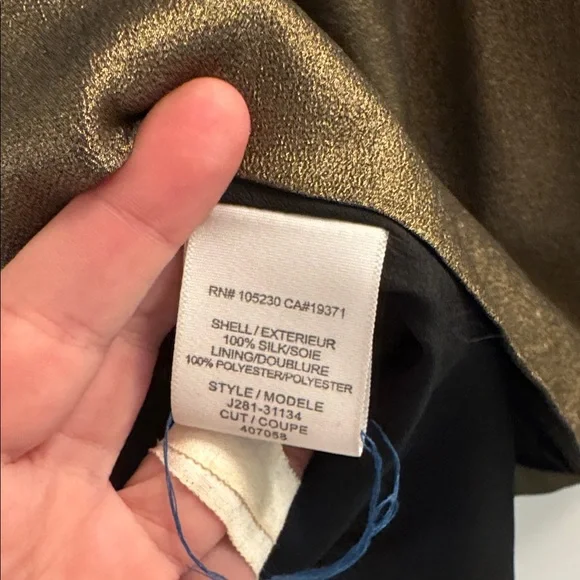 RN# 105230 CA#19371
SHELL/EXTERIEUR
100% SILK/SOIE
LINING/DOUBLURE
100% POLYESTER/POLYESTER
STYLE / MODELE
J281-31134
CUT / COUPE
407058